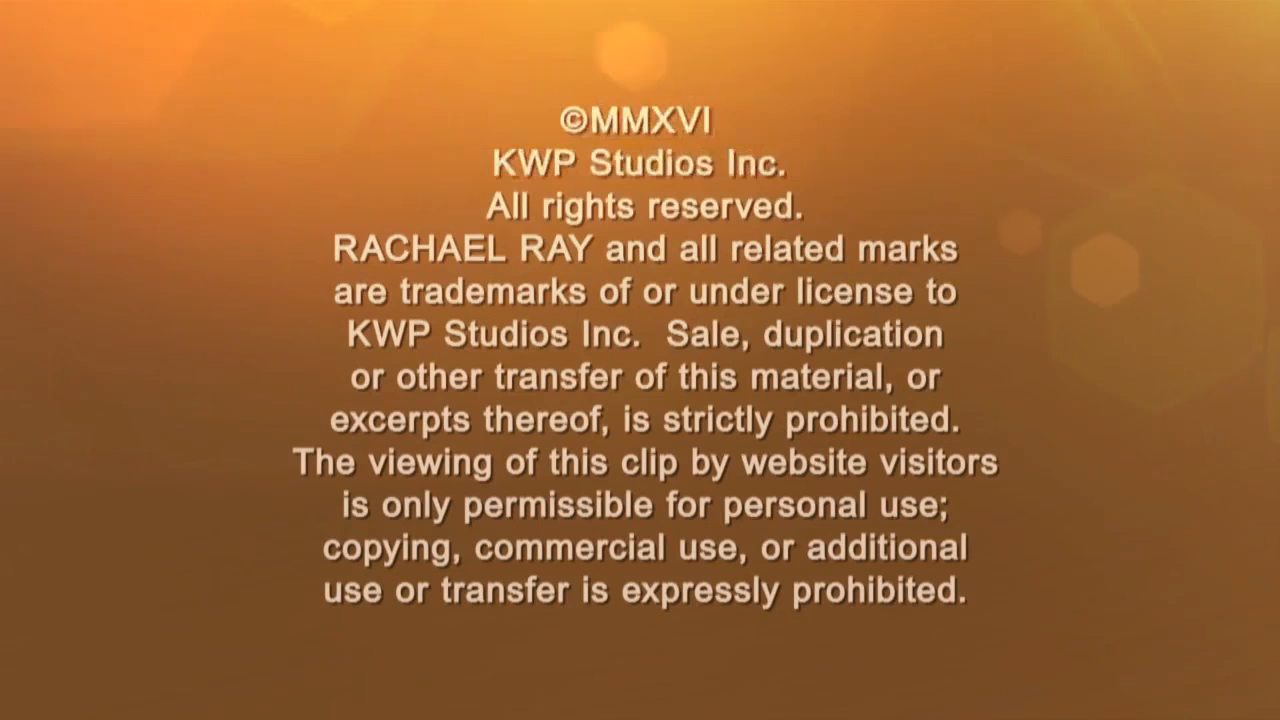 ©MMXVI
KWP Studios Inc.
All rights reserved.
RACHAEL RAY and all related marks
are trademarks of or under license to
KWP Studios Inc.  Sale, duplication
or other transfer of this material, or
excerpts thereof, is strictly prohibited.
The viewing of this clip by website visitors
is only permissible for personal use;
copying, commercial use, or additional
use or transfer is expressly prohibited.